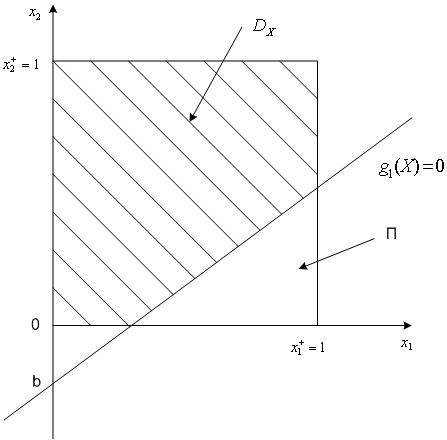 x₂
D_X
x₂⁺ = 1
g₁(X) = 0
П
0
x₁⁺ = 1
x₁
b